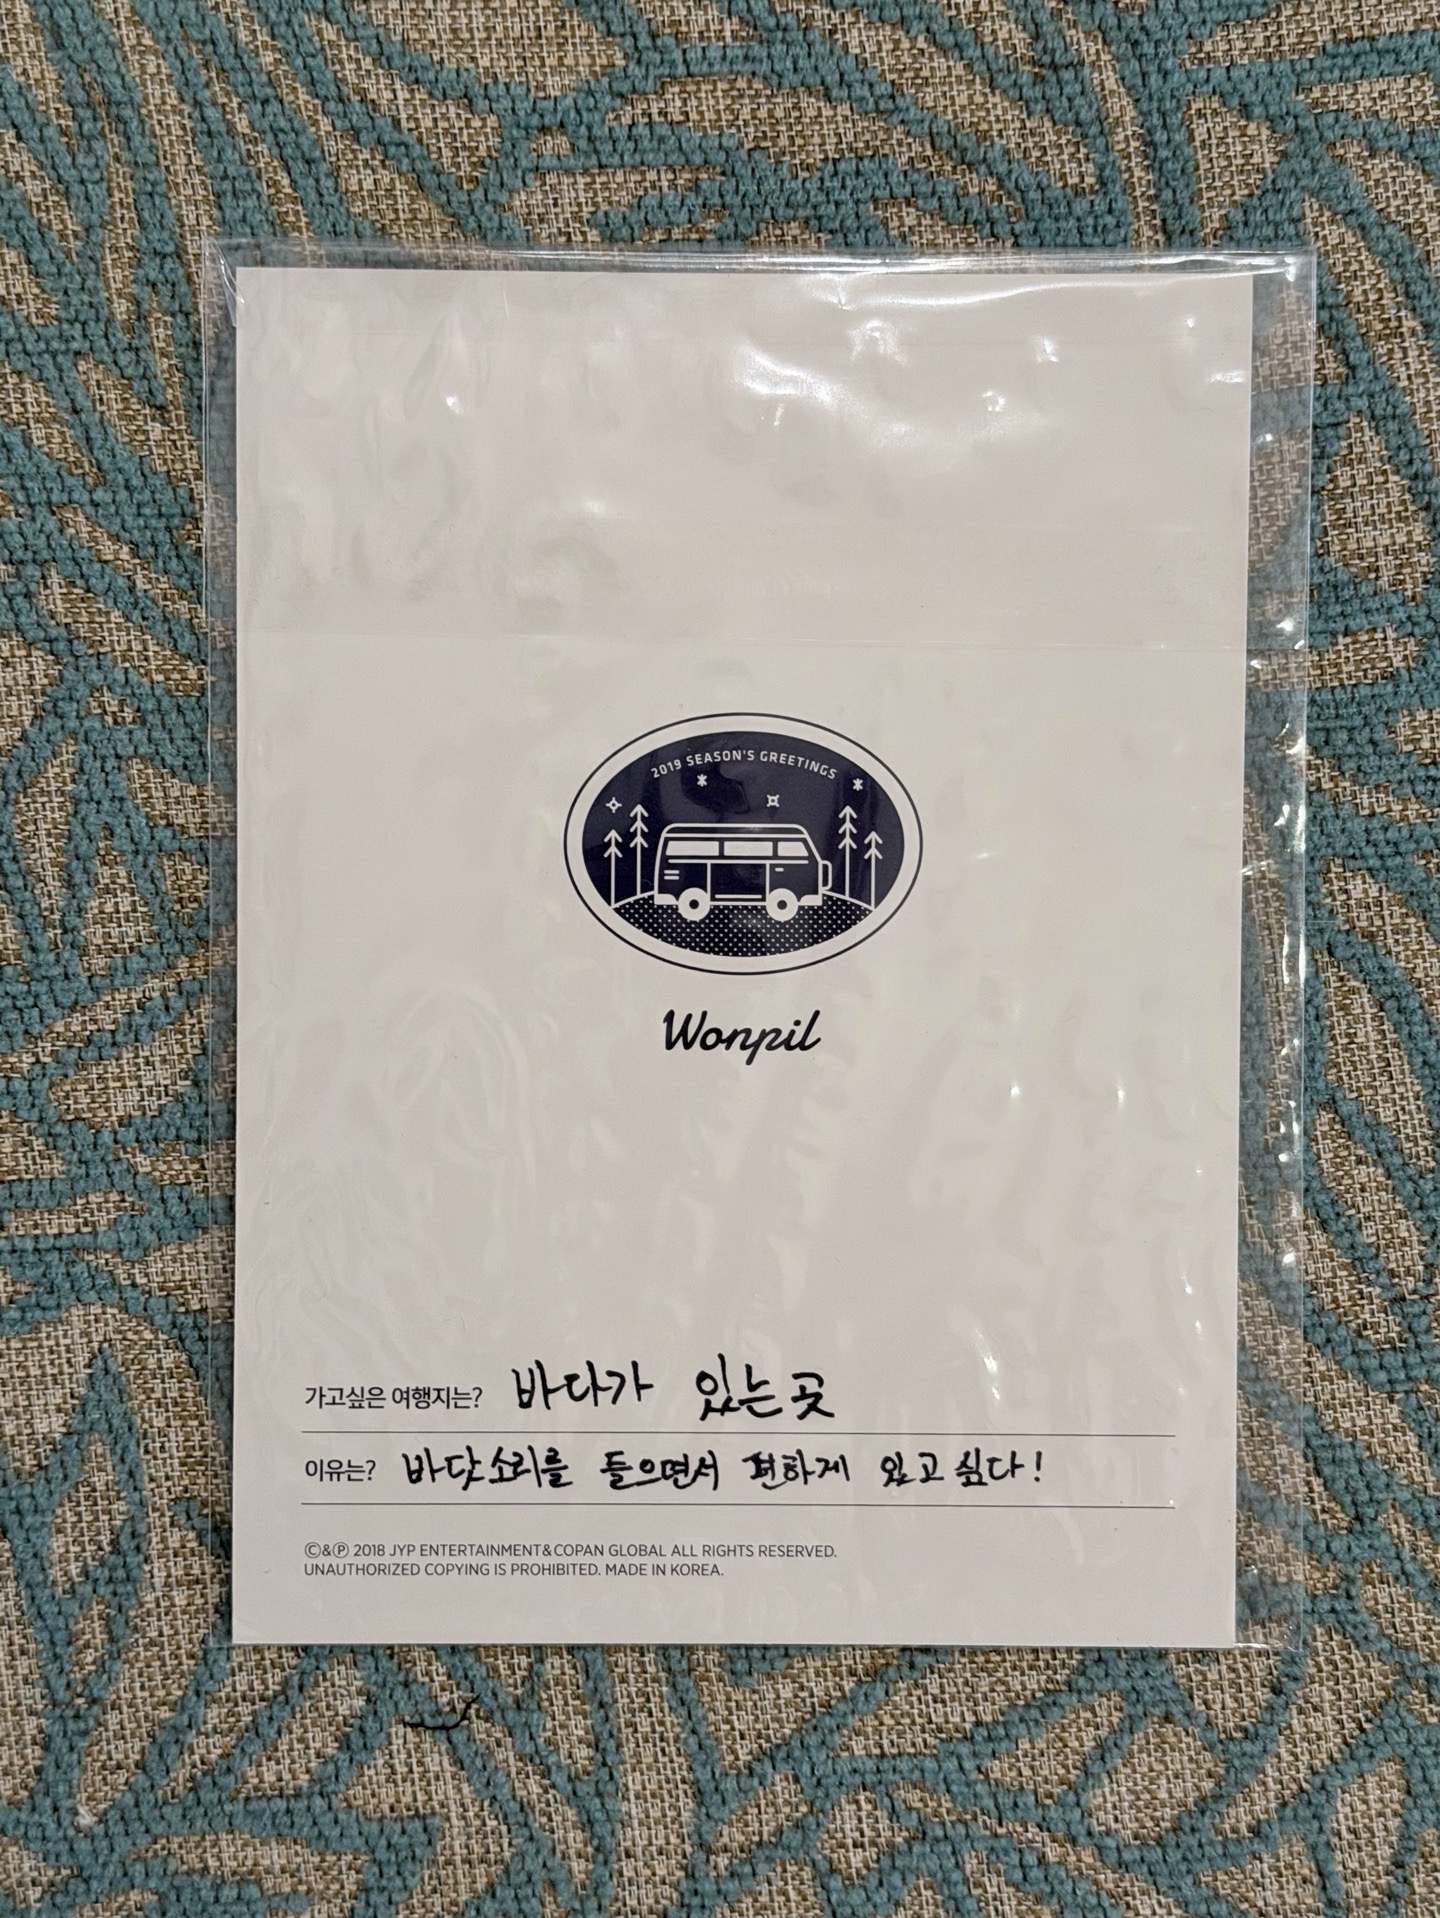 2019 SEASON'S GREETINGS
Wonpil
가고싶은 여행지는? 바다가 있는 곳
이유는? 바닷소리를 들으면서 편하게 있고 싶다!
Ⓒ&Ⓟ 2018 JYP ENTERTAINMENT&COPAN GLOBAL ALL RIGHTS RESERVED.
UNAUTHORIZED COPYING IS PROHIBITED. MADE IN KOREA.